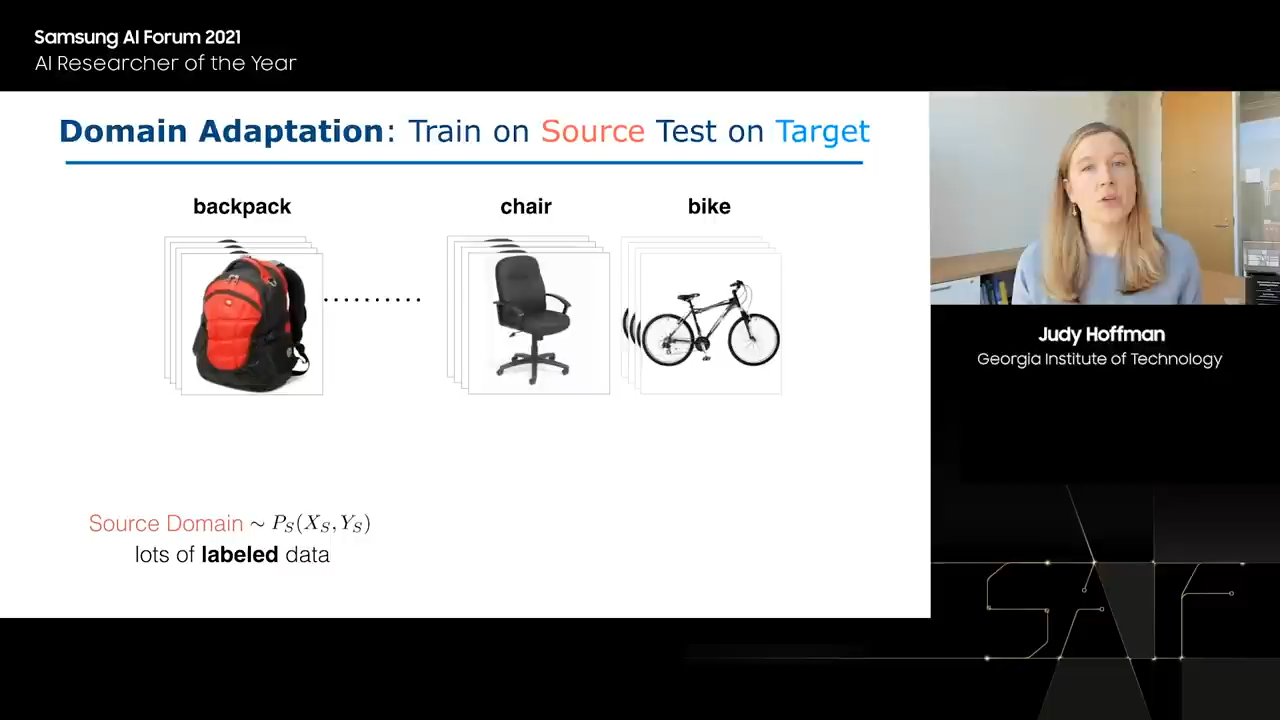 Samsung AI Forum 2021
AI Researcher of the Year
Domain Adaptation: Train on Source Test on Target
backpack
chair
bike
Source Domain ~ P_S(X_S, Y_S)
lots of labeled data
Judy Hoffman
Georgia Institute of Technology
SAF